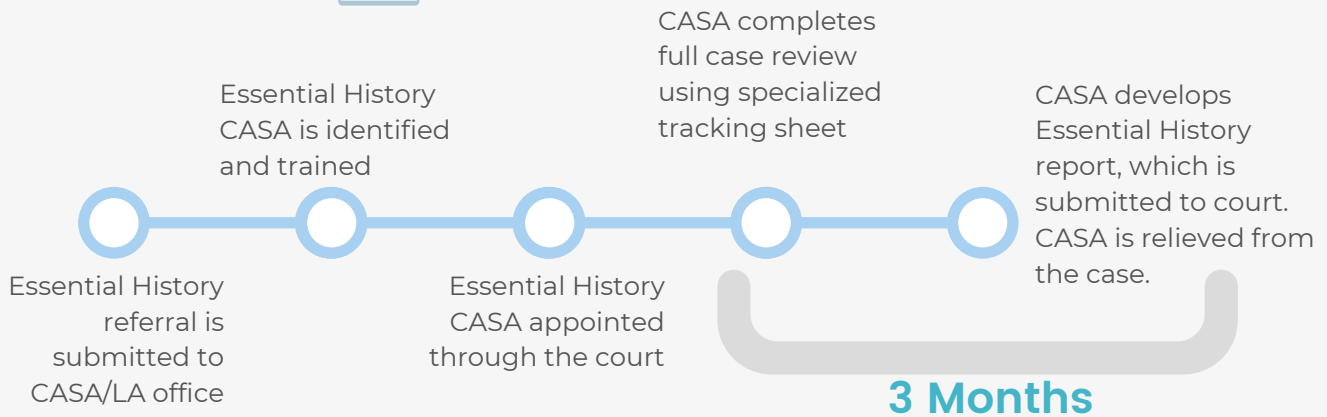 Essential History
referral is
submitted to
CASA/LA office
Essential History
CASA is identified
and trained
Essential History
CASA appointed
through the court
CASA completes
full case review
using specialized
tracking sheet
CASA develops
Essential History
report, which is
submitted to court.
CASA is relieved from
the case.
3 Months